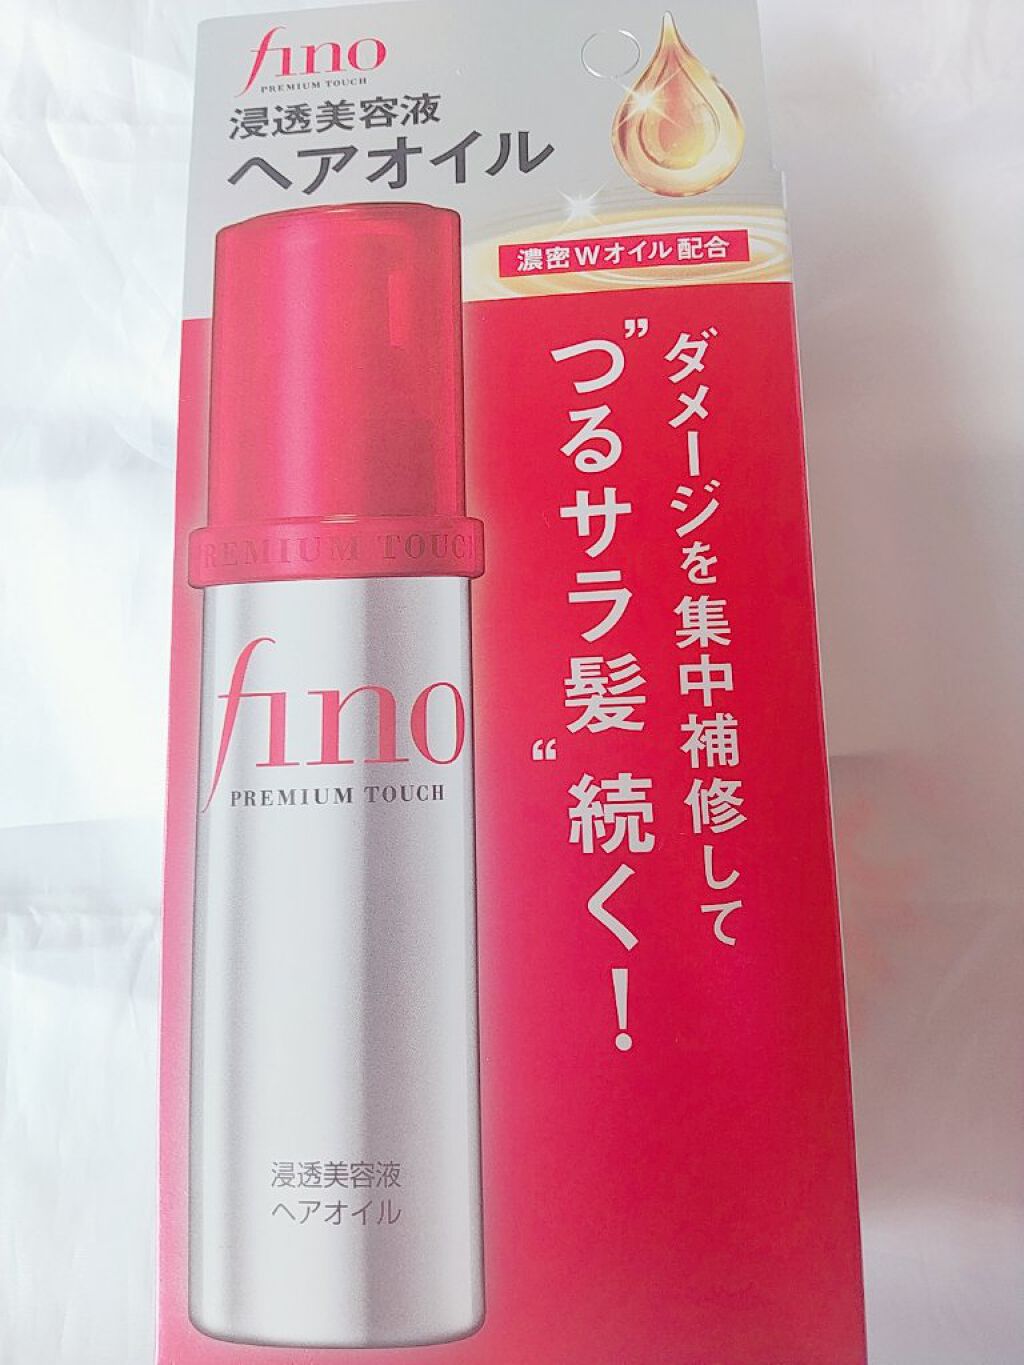 fino
PREMIUM TOUCH
浸透美容液
ヘアオイル
濃密Wオイル配合
ダメージを集中補修して
"つるサラ髪"続く!
PREMIUM TOUCH
fino
PREMIUM TOUCH
浸透美容液
ヘアオイル